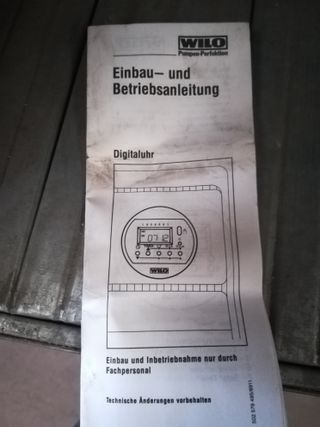 WILO
Pumpen-Perfektion
Einbau- und
Betriebsanleitung
Digitaluhr
WILO
Einbau und Inbetriebnahme nur durch
Fachpersonal
Technische Änderungen vorbehalten